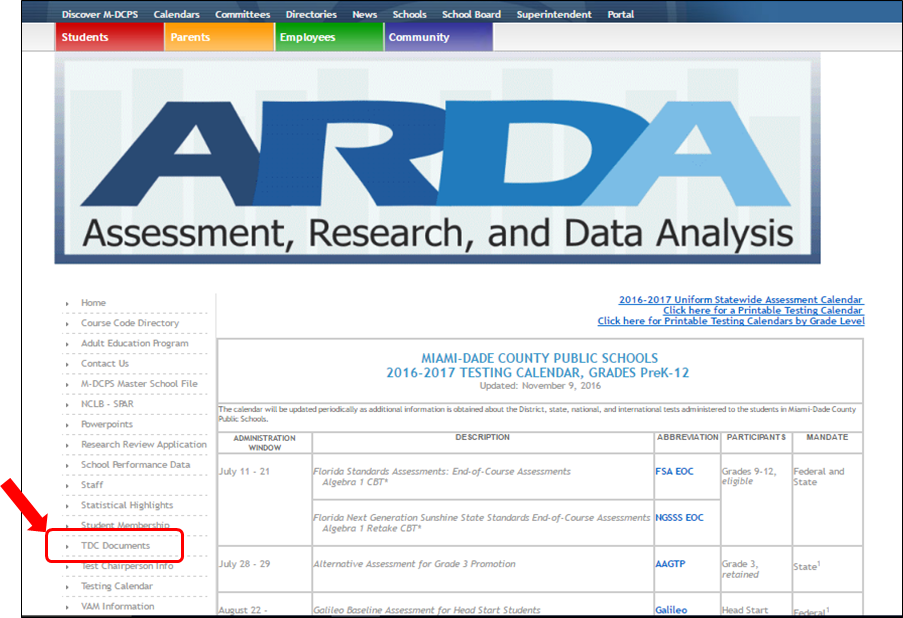 Discover M-DCPS Calendars Committees Directories News Schools School Board Superintendent Portal
Students Parents Employees Community
ARDA
Assessment, Research, and Data Analysis
Home
Course Code Directory
Adult Education Program
Contact Us
M-DCPS Master School File
NCLB - SPAR
Powerpoints
Research Review Application
School Performance Data
Staff
Statistical Highlights
Student Membership
TDC Documents
Test Chairperson Info
Testing Calendar
VAM Information
2016-2017 Uniform Statewide Assessment Calendar
Click here for a Printable Testing Calendar
Click here for Printable Testing Calendars by Grade Level
MIAMI-DADE COUNTY PUBLIC SCHOOLS
2016-2017 TESTING CALENDAR, GRADES PreK-12
Updated: November 9, 2016
The calendar will be updated periodically as additional information is obtained about the District, state, national, and international tests administered to the students in Miami-Dade County
Public Schools.
ADMINISTRATION WINDOW DESCRIPTION ABBREVIATION PARTICIPANTS MANDATE
July 11 - 21 Florida Standards Assessments: End-of-Course Assessments FSA EOC Grades 9-12, Federal and
Algebra 1 CBT* eligible State
Florida Next Generation Sunshine State Standards End-of-Course Assessments NGSSS EOC
Algebra 1 Retake CBT*
July 28 - 29 Alternative Assessment for Grade 3 Promotion AAGTP Grade 3, State¹
retained
August 22 - Galileo Baseline Assessment for Head Start Students Galileo Head Start Federal¹